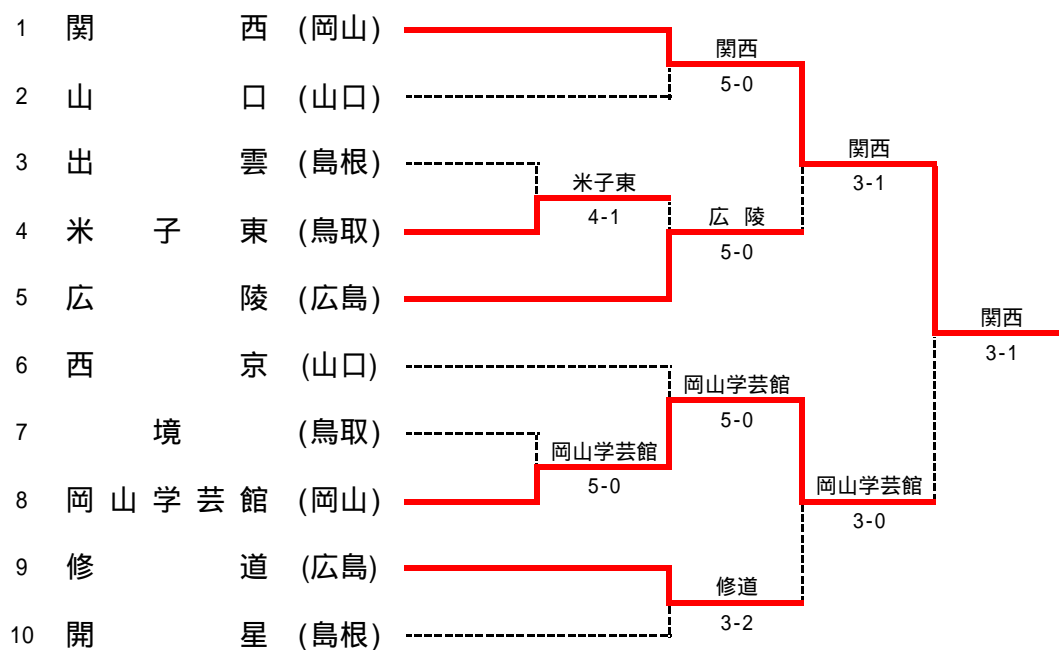 1 関西 (岡山)
関西
5-0
2 山口 (山口)
3 出雲 (島根)
関西
3-1
米子東
4-1
4 米子東 (鳥取)
広 陵
5-0
5 広陵 (広島)
関西
3-1
6 西京 (山口)
岡山学芸館
5-0
7 境 (鳥取)
岡山学芸館
5-0
8 岡山学芸館 (岡山)
岡山学芸館
3-0
9 修道 (広島)
修道
3-2
10 開星 (島根)